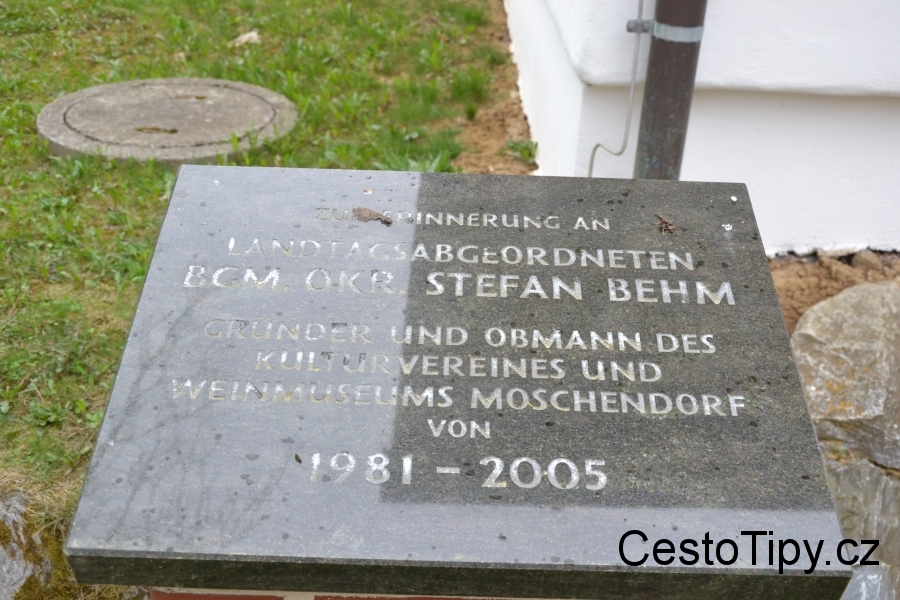 ZUR ERINNERUNG AN
LANDTAGSABGEORDNETEN
BGM. ÖKR. STEFAN BEHM
GRÜNDER UND OBMANN DES
KULTURVEREINES UND
WEINMUSEUMS MOSCHENDORF
VON
1981 – 2005
CestoTipy.cz